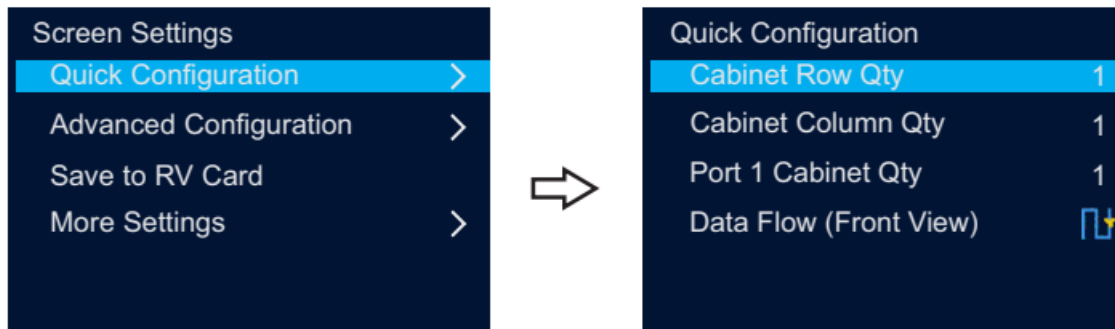 Screen Settings
Quick Configuration >
Advanced Configuration >
Save to RV Card
More Settings >
Quick Configuration
Cabinet Row Qty 1
Cabinet Column Qty 1
Port 1 Cabinet Qty 1
Data Flow (Front View)